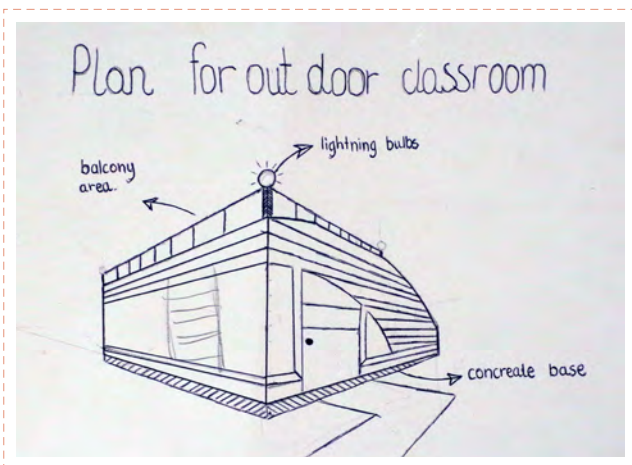 Plan for out door classroom
lightning bulbs
balcony
area.
concreate base